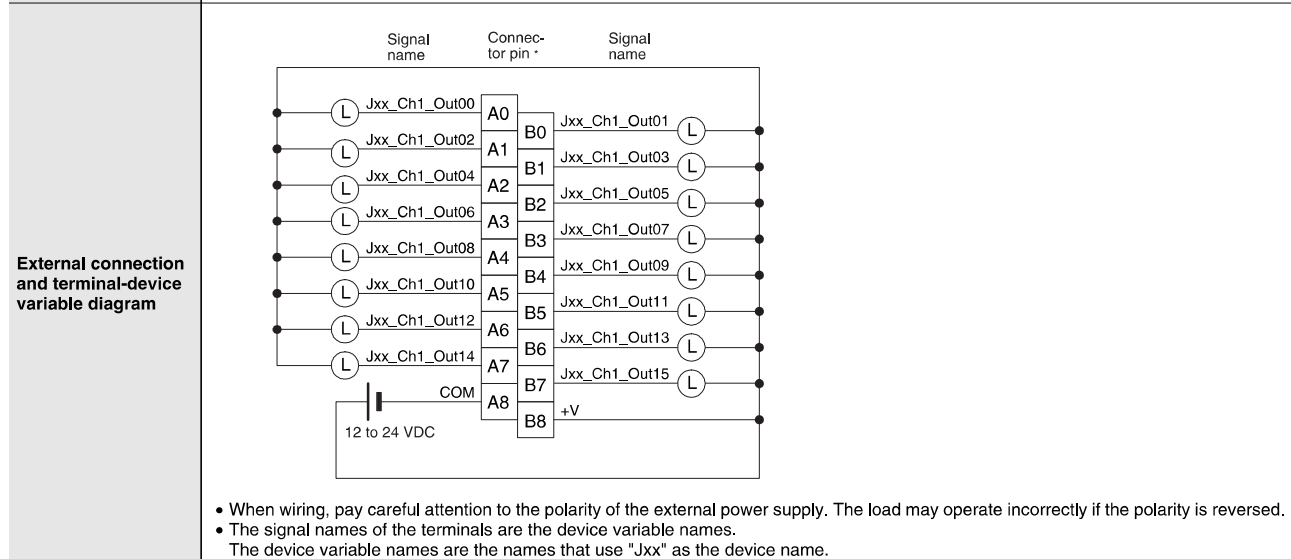 Signal name
Connec-tor pin *
Signal name
External connection
and terminal-device
variable diagram
L Jxx_Ch1_Out00 A0
B0 Jxx_Ch1_Out01 L
L Jxx_Ch1_Out02 A1
B1 Jxx_Ch1_Out03 L
L Jxx_Ch1_Out04 A2
B2 Jxx_Ch1_Out05 L
L Jxx_Ch1_Out06 A3
B3 Jxx_Ch1_Out07 L
L Jxx_Ch1_Out08 A4
B4 Jxx_Ch1_Out09 L
L Jxx_Ch1_Out10 A5
B5 Jxx_Ch1_Out11 L
L Jxx_Ch1_Out12 A6
B6 Jxx_Ch1_Out13 L
L Jxx_Ch1_Out14 A7
B7 Jxx_Ch1_Out15 L
COM A8
B8 +V
12 to 24 VDC
• When wiring, pay careful attention to the polarity of the external power supply. The load may operate incorrectly if the polarity is reversed.
• The signal names of the terminals are the device variable names.
The device variable names are the names that use "Jxx" as the device name.